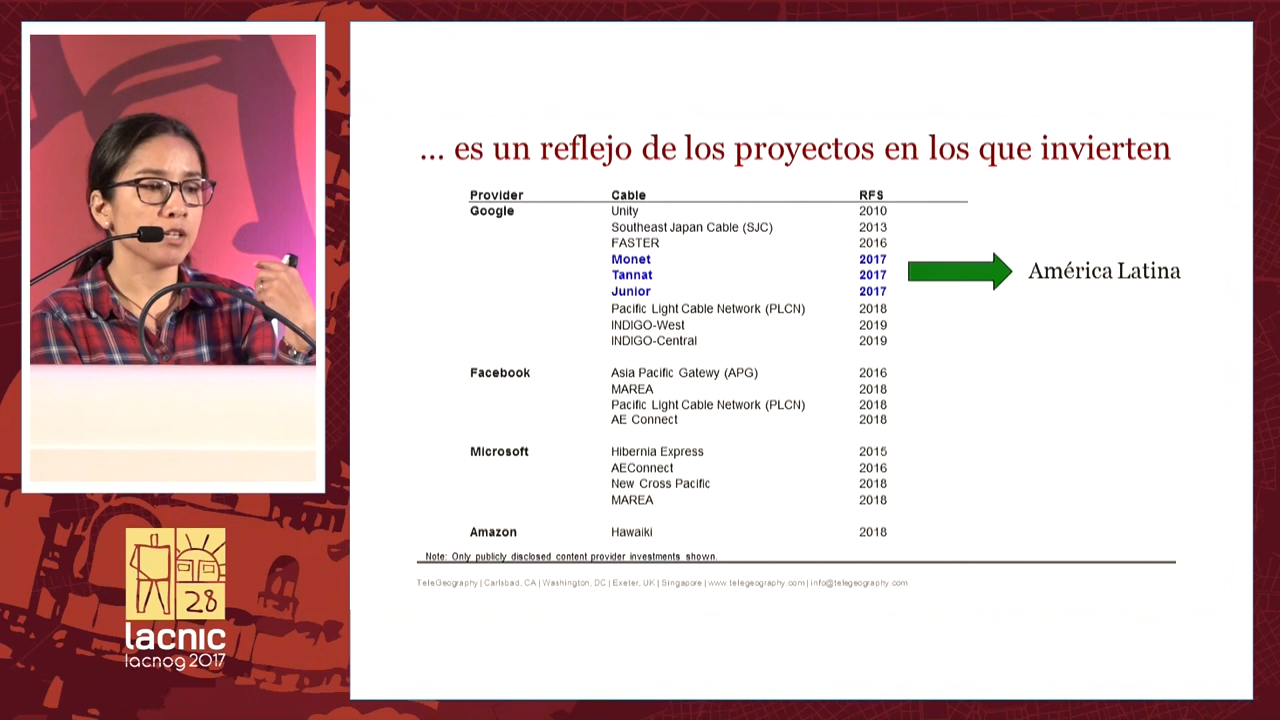 ... es un reflejo de los proyectos en los que invierten
Provider Cable RFS
Google Unity 2010
Southeast Japan Cable (SJC) 2013
FASTER 2016
Monet 2017
Tannat 2017
Junior 2017
América Latina
Pacific Light Cable Network (PLCN) 2018
INDIGO-West 2019
INDIGO-Central 2019
Facebook Asia Pacific Gatewy (APG) 2016
MAREA 2018
Pacific Light Cable Network (PLCN) 2018
AE Connect 2018
Microsoft Hibernia Express 2015
AEConnect 2016
New Cross Pacific 2018
MAREA 2018
Amazon Hawaiki 2018
Note: Only publicly disclosed content provider investments shown.
TeleGeography | Carlsbad, CA | Washington, DC | Exeter, UK | Singapore | www.telegeography.com | info@telegeography.com
28
lacnic
lacnog 2017